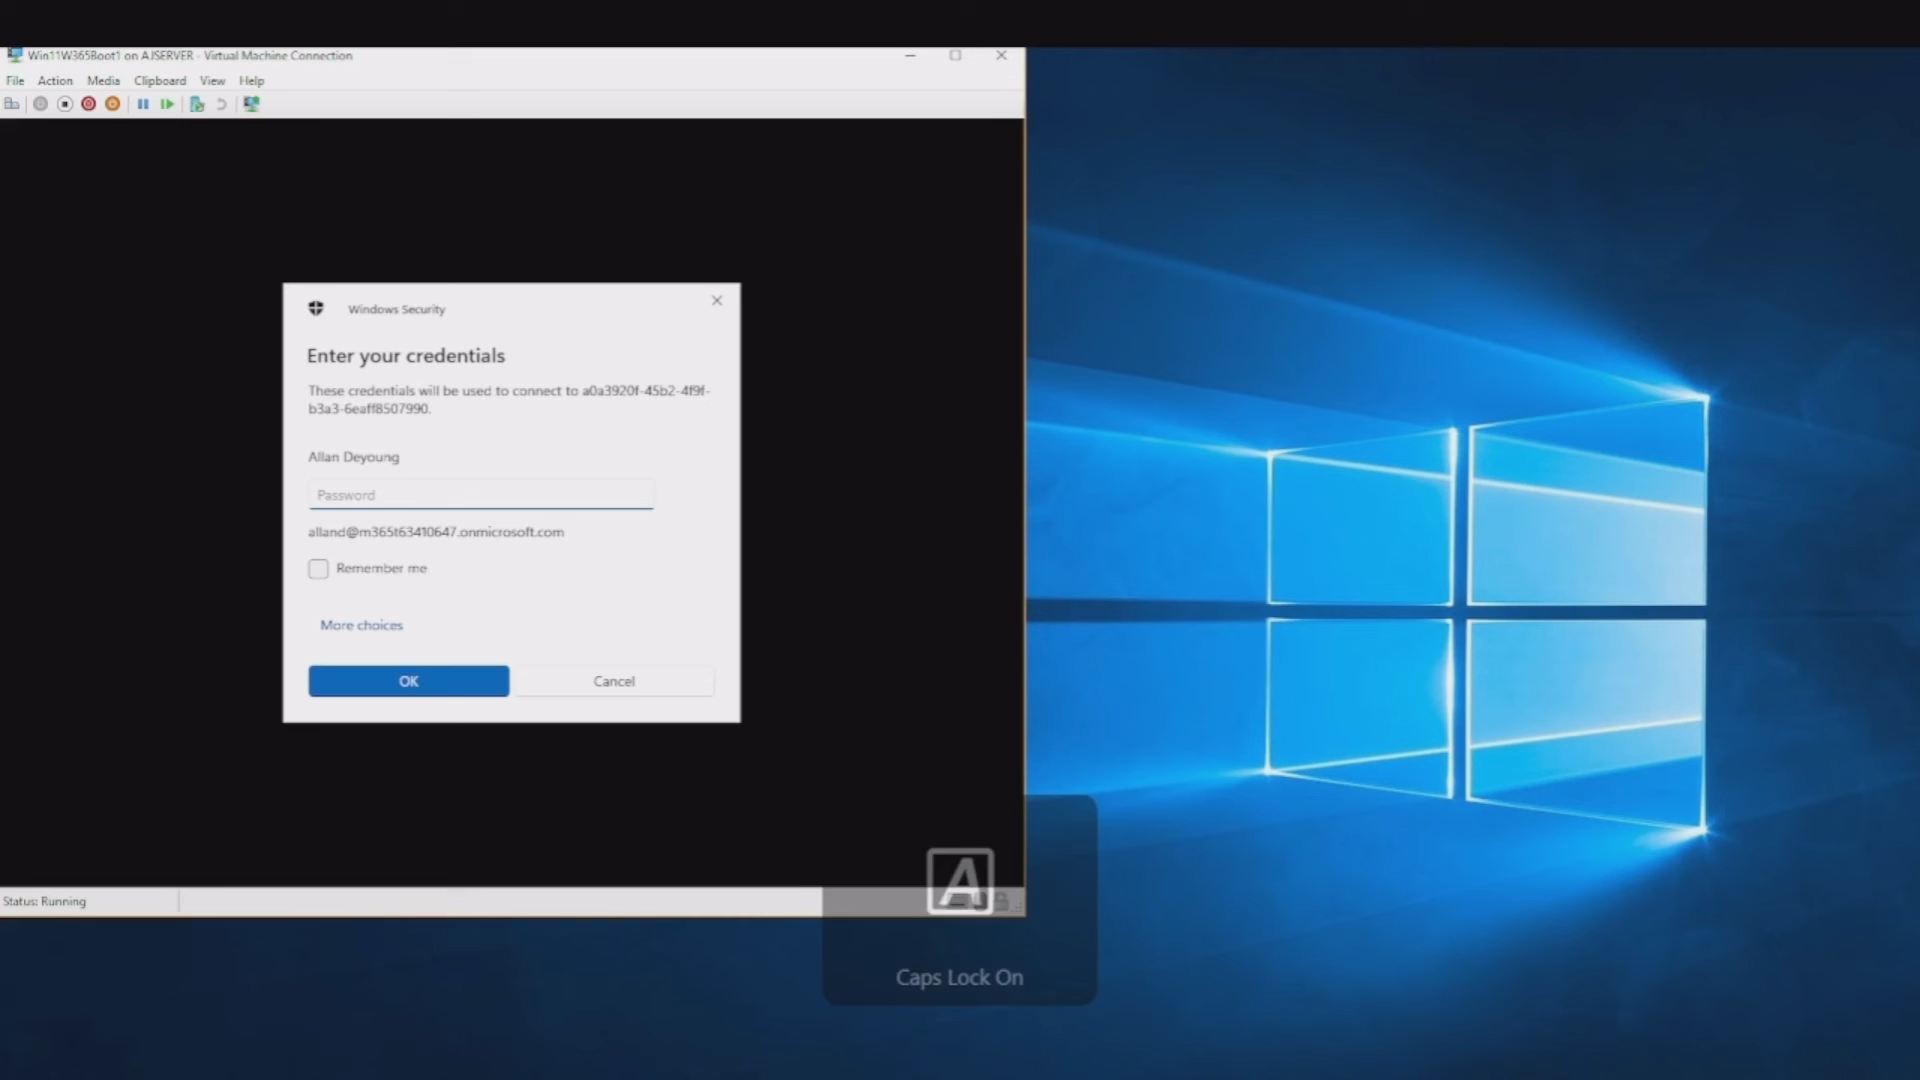 Win11W365Boot1 on AJSERVER - Virtual Machine Connection
File Action Media Clipboard View Help
Windows Security
Enter your credentials
These credentials will be used to connect to a0a3920f-45b2-4f9f-
b3a3-6eaff8507990.
Allan Deyoung
Password
alland@m365t63410647.onmicrosoft.com
Remember me
More choices
OK Cancel
Status: Running
A
Caps Lock On